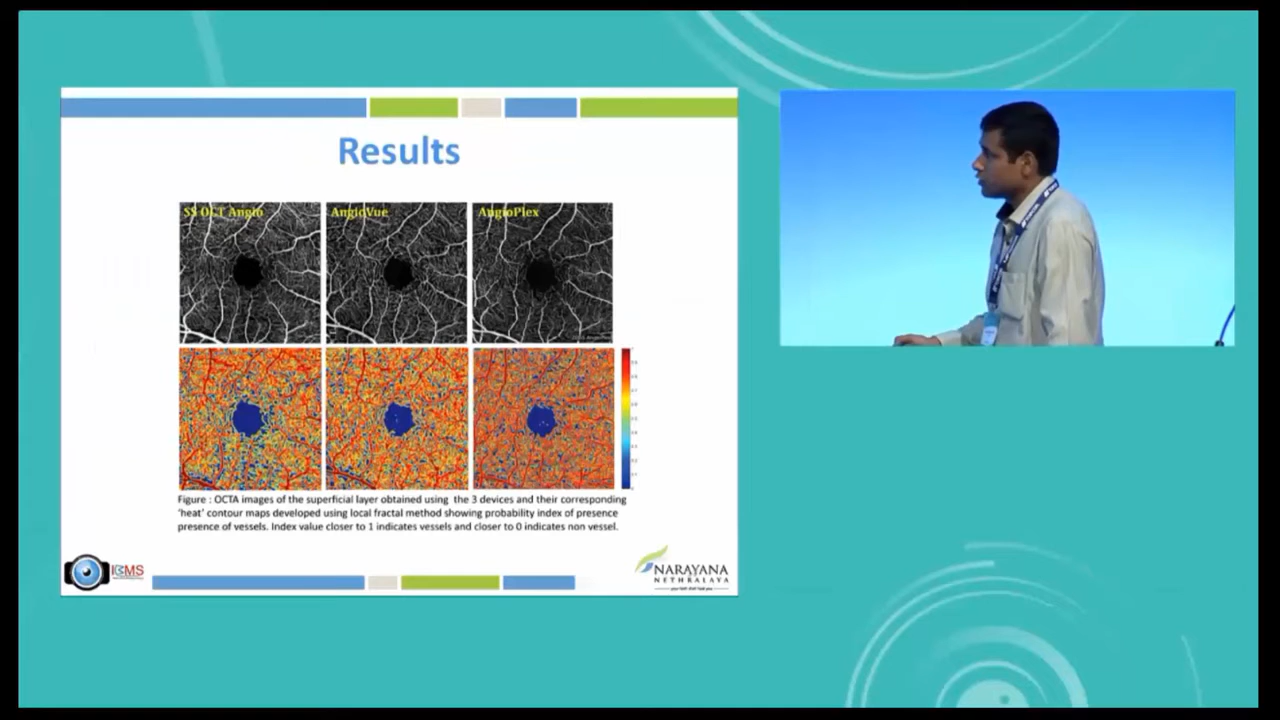 Results
SS OCT Angio
AngioVue
AngioPlex
Figure : OCTA images of the superficial layer obtained using the 3 devices and their corresponding
'heat' contour maps developed using local fractal method showing probability index of presence
presence of vessels. Index value closer to 1 indicates vessels and closer to 0 indicates non vessel.
NARAYANA
NETHRALAYA